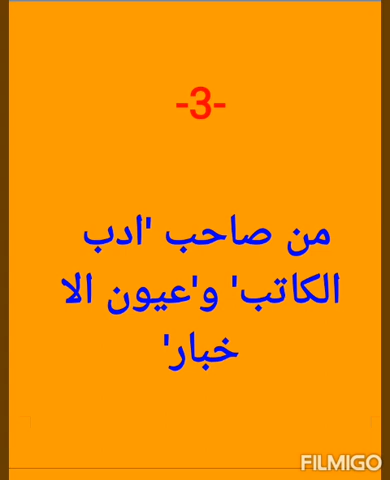 -3-
من صاحب 'ادب
الكاتب' و'عيون الا
خبار'
FILMIGO